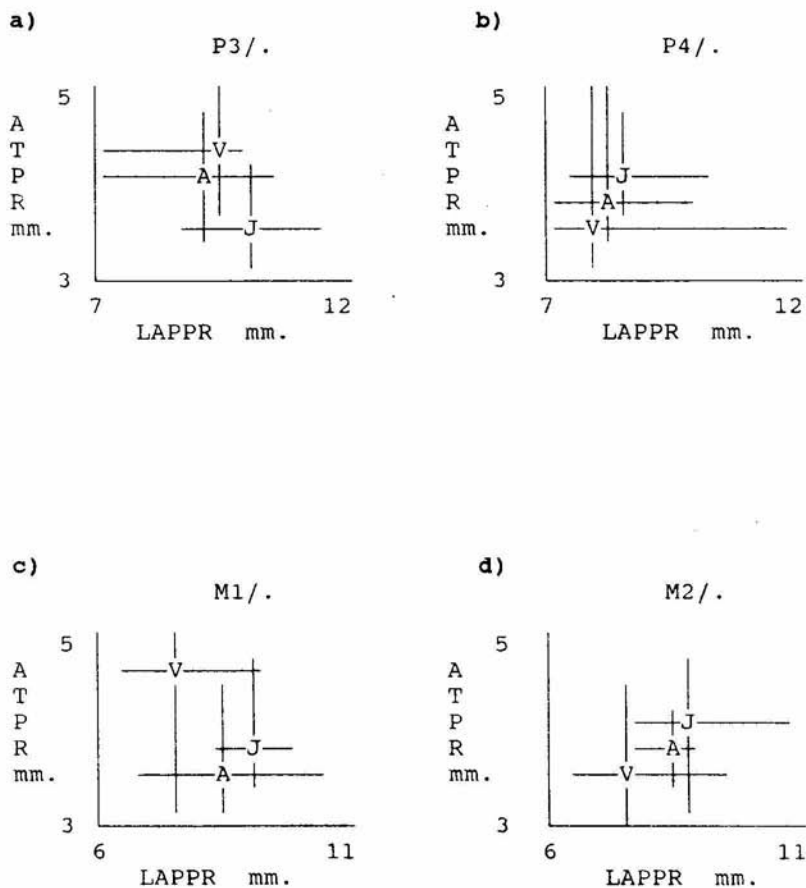 a)
P3/.
5
A
T
P
R
mm.
V
A
J
3
7 12
LAPPR mm.
b)
P4/.
5
A
T
P
R
mm.
J
A
V
3
7 12
LAPPR mm.
c)
M1/.
5
A
T
P
R
mm.
V
J
A
3
6 11
LAPPR mm.
d)
M2/.
5
A
T
P
R
mm.
J
A
V
3
6 11
LAPPR mm.